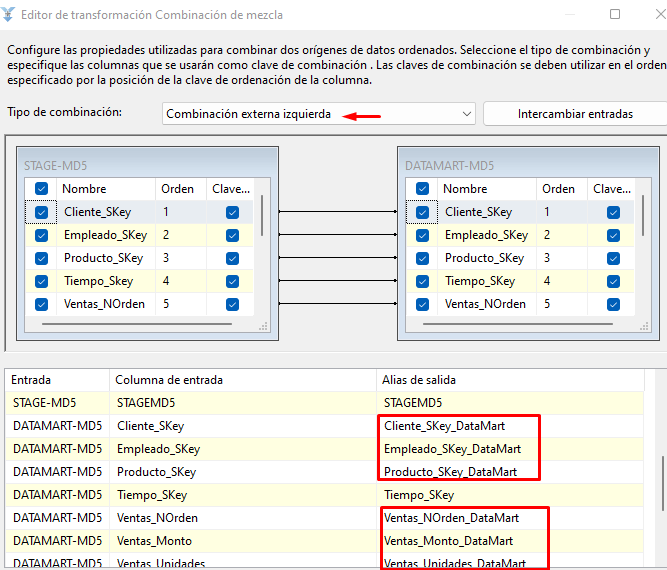 Editor de transformación Combinación de mezcla
Configure las propiedades utilizadas para combinar dos orígenes de datos ordenados. Seleccione el tipo de combinación y
especifique las columnas que se usarán como clave de combinación . Las claves de combinación se deben utilizar en el orden
especificado por la posición de la clave de ordenación de la columna.
Tipo de combinación:
Combinación externa izquierda
Intercambiar entradas
STAGE-MD5
Nombre Orden Clave...
Cliente_SKey 1
Empleado_SKey 2
Producto_SKey 3
Tiempo_Skey 4
Ventas_NOrden 5
DATAMART-MD5
Nombre Orden Clave...
Cliente_SKey 1
Empleado_SKey 2
Producto_SKey 3
Tiempo_SKey 4
Ventas_NOrden 5
Entrada Columna de entrada Alias de salida
STAGE-MD5 STAGEMD5 STAGEMD5
DATAMART-MD5 Cliente_SKey Cliente_SKey_DataMart
DATAMART-MD5 Empleado_SKey Empleado_SKey_DataMart
DATAMART-MD5 Producto_SKey Producto_SKey_DataMart
DATAMART-MD5 Tiempo_SKey Tiempo_SKey
DATAMART-MD5 Ventas_NOrden Ventas_NOrden_DataMart
DATAMART-MD5 Ventas_Monto Ventas_Monto_DataMart
DATAMART-MD5 Ventas_Unidades Ventas_Unidades_DataMart